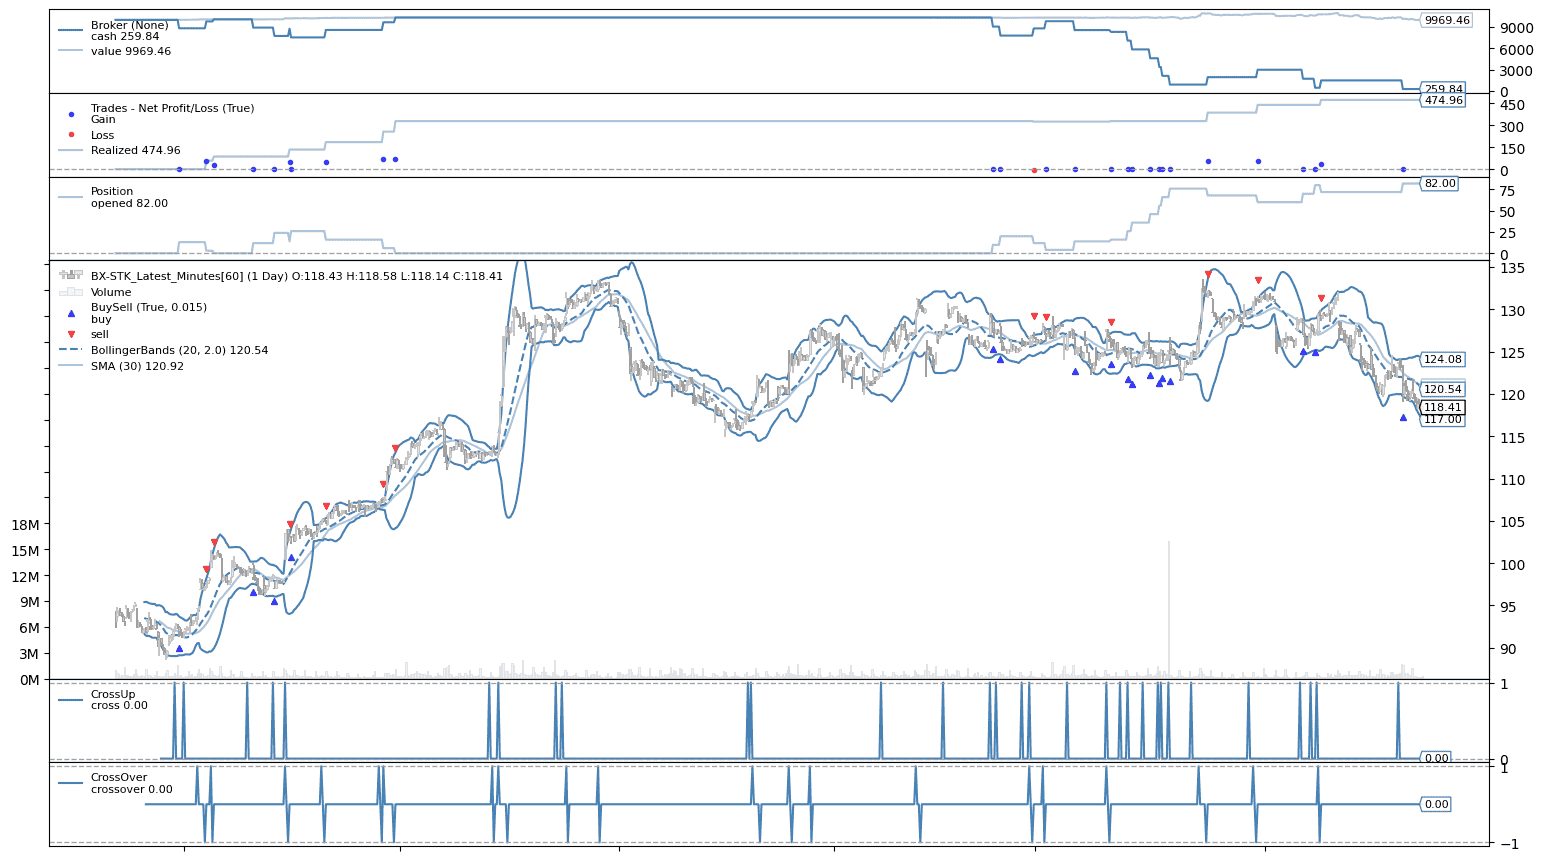 Broker (None)
cash 259.84
value 9969.46
9969.46
9000
6000
3000
0
259.84
Trades - Net Profit/Loss (True)
Gain
Loss
Realized 474.96
474.96
450
300
150
0
Position
opened 82.00
82.00
75
50
25
0
BX-STK_Latest_Minutes[60] (1 Day) O:118.43 H:118.58 L:118.14 C:118.41
Volume
BuySell (True, 0.015)
buy
sell
BollingerBands (20, 2.0) 120.54
SMA (30) 120.92
135
130
125
124.08
120.54
120
118.41
117.00
115
110
105
100
95
90
18M
15M
12M
9M
6M
3M
0M
CrossUp
cross 0.00
1
0.00
0
CrossOver
crossover 0.00
1
0.00
−1